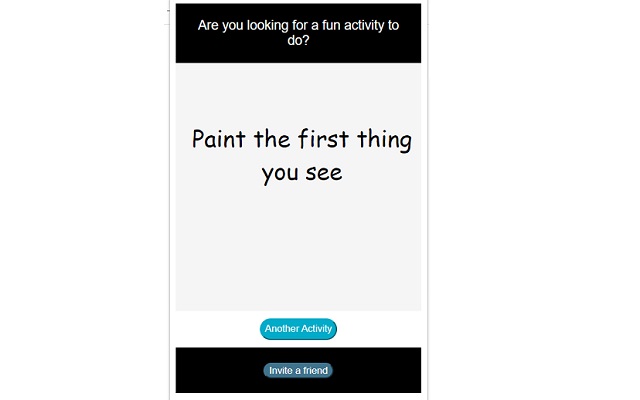 Are you looking for a fun activity to
do?
Paint the first thing
you see
Another Activity
Invite a friend